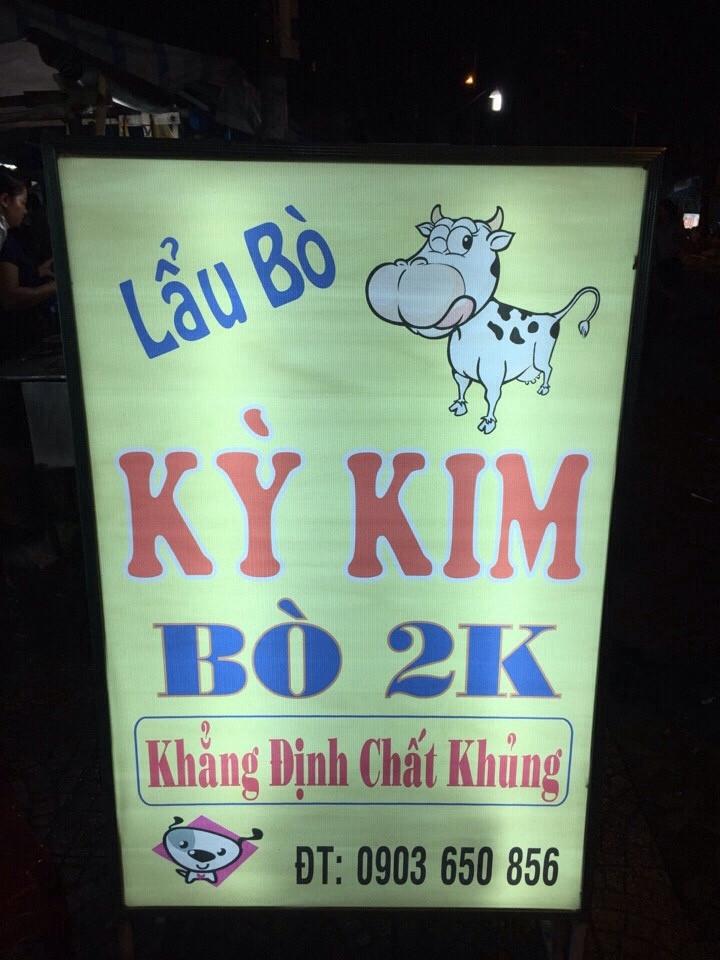 Lẩu Bò
KỲ KIM
BÒ 2K
Khẳng Định Chất Khủng
ĐT: 0903 650 856